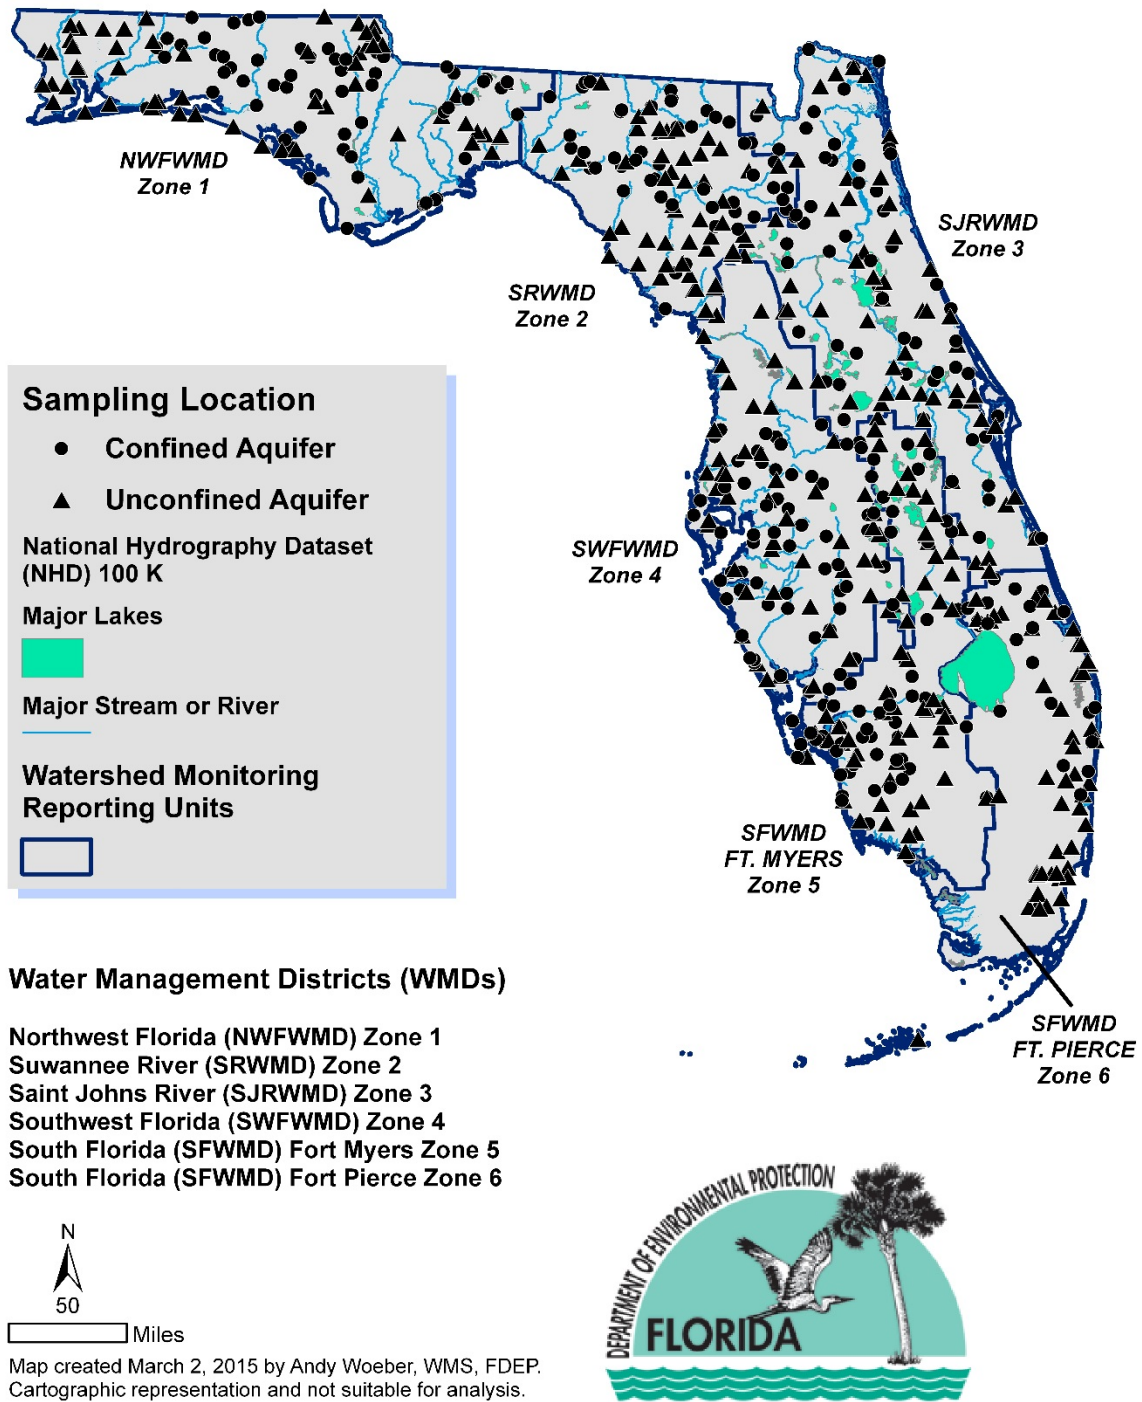 NWFWMD
Zone 1
SJRWMD
Zone 3
SRWMD
Zone 2
Sampling Location
Confined Aquifer
Unconfined Aquifer
National Hydrography Dataset
(NHD) 100 K
Major Lakes
Major Stream or River
Watershed Monitoring
Reporting Units
SWFWMD
Zone 4
SFWMD
FT. MYERS
Zone 5
SFWMD
FT. PIERCE
Zone 6
Water Management Districts (WMDs)
Northwest Florida (NWFWMD) Zone 1
Suwannee River (SRWMD) Zone 2
Saint Johns River (SJRWMD) Zone 3
Southwest Florida (SWFWMD) Zone 4
South Florida (SFWMD) Fort Myers Zone 5
South Florida (SFWMD) Fort Pierce Zone 6
N
50
Miles
Map created March 2, 2015 by Andy Woeber, WMS, FDEP.
Cartographic representation and not suitable for analysis.
DEPARTMENT OF ENVIRONMENTAL PROTECTION
FLORIDA